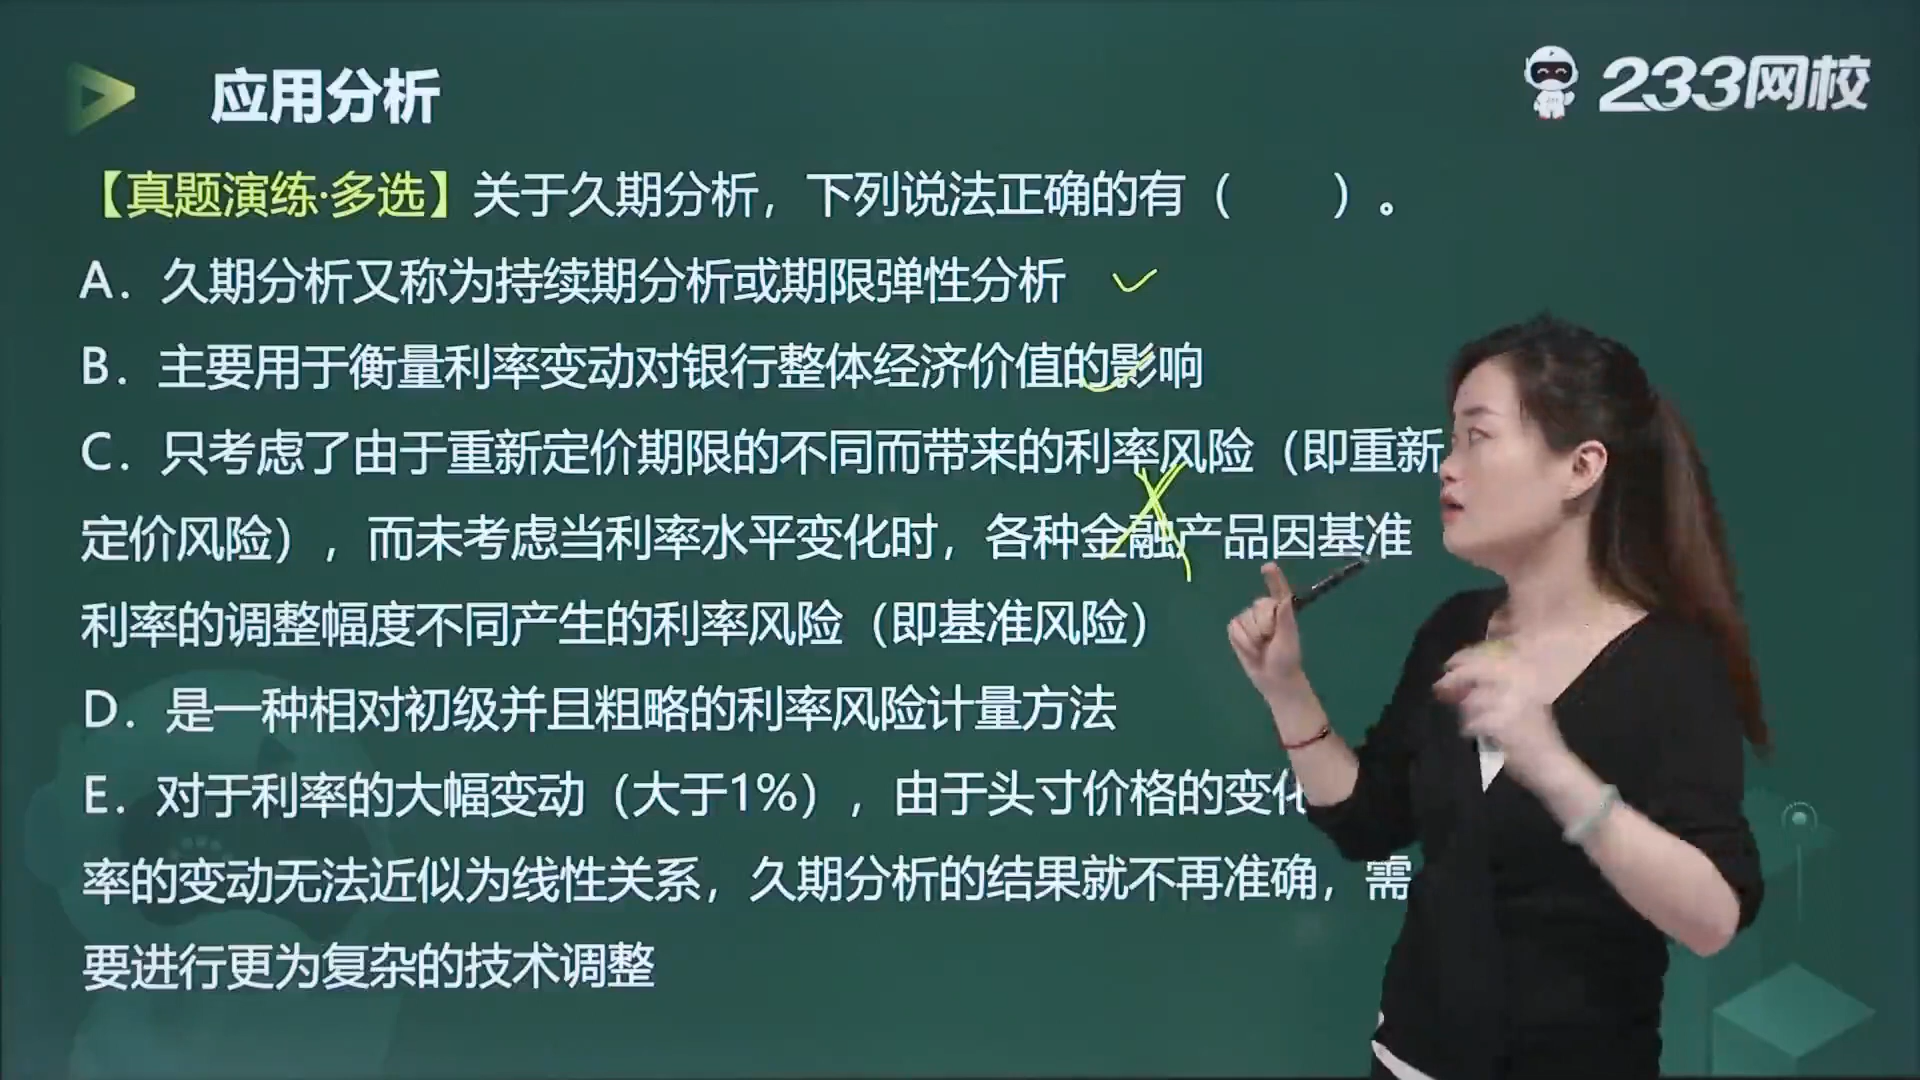 应用分析
233网校
【真题演练·多选】关于久期分析，下列说法正确的有（　　）。
A．久期分析又称为持续期分析或期限弹性分析
B．主要用于衡量利率变动对银行整体经济价值的影响
C．只考虑了由于重新定价期限的不同而带来的利率风险（即重新
定价风险），而未考虑当利率水平变化时，各种金融产品因基准
利率的调整幅度不同产生的利率风险（即基准风险）
D．是一种相对初级并且粗略的利率风险计量方法
E．对于利率的大幅变动（大于1%），由于头寸价格的变化
率的变动无法近似为线性关系，久期分析的结果就不再准确，需
要进行更为复杂的技术调整